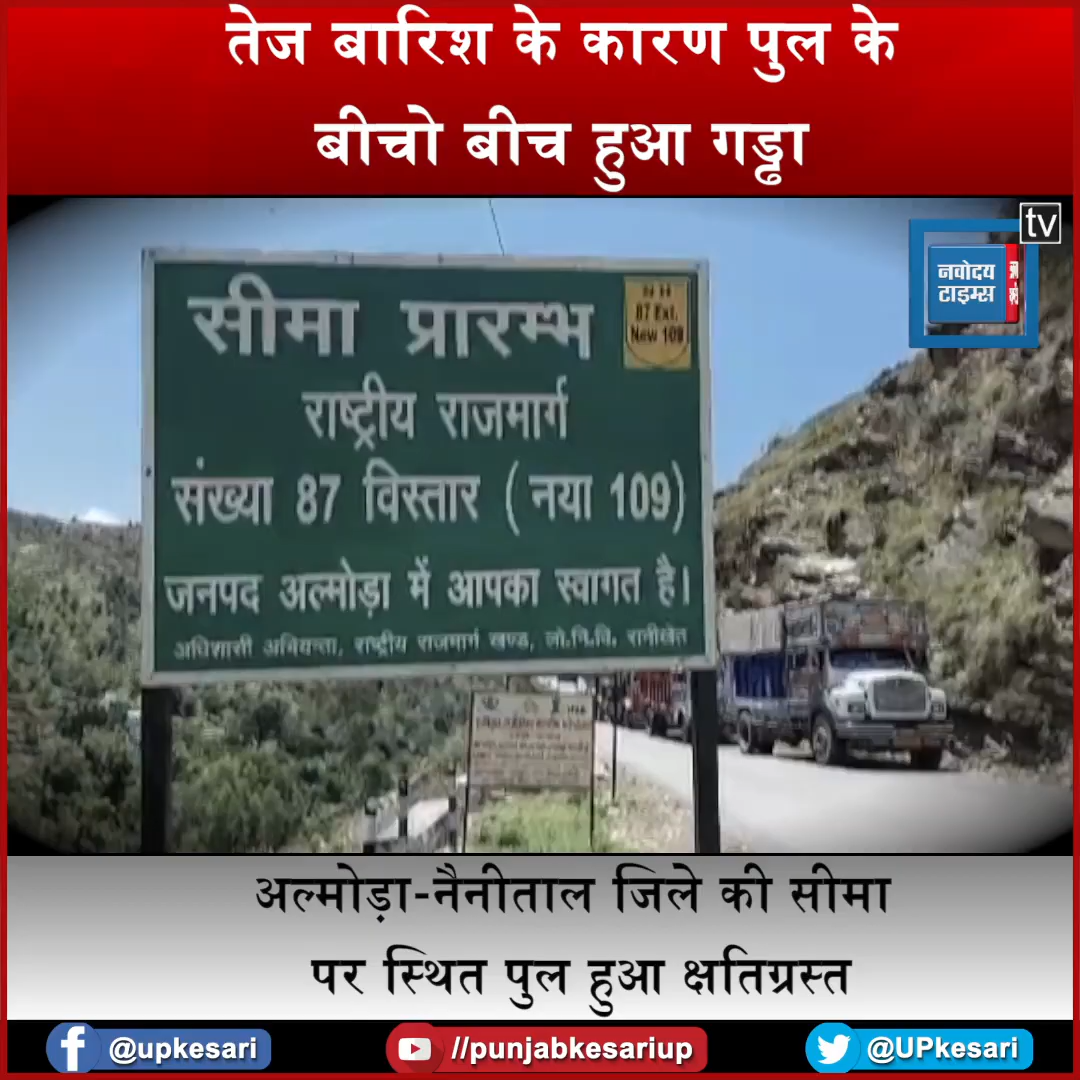 तेज बारिश के कारण पुल के
बीचो बीच हुआ गड्ढा
tv
नवोदय
टाइम्स
सीमा प्रारम्भ
87 Ext.
New 109
राष्ट्रीय राजमार्ग
संख्या 87 विस्तार (नया 109)
जनपद अल्मोड़ा में आपका स्वागत है।
अधिशासी अभियन्ता, राष्ट्रीय राजमार्ग खण्ड, लो.नि.वि. रानीखेत
अल्मोड़ा-नैनीताल जिले की सीमा
पर स्थित पुल हुआ क्षतिग्रस्त
@upkesari
//punjabkesariup
@UPkesari